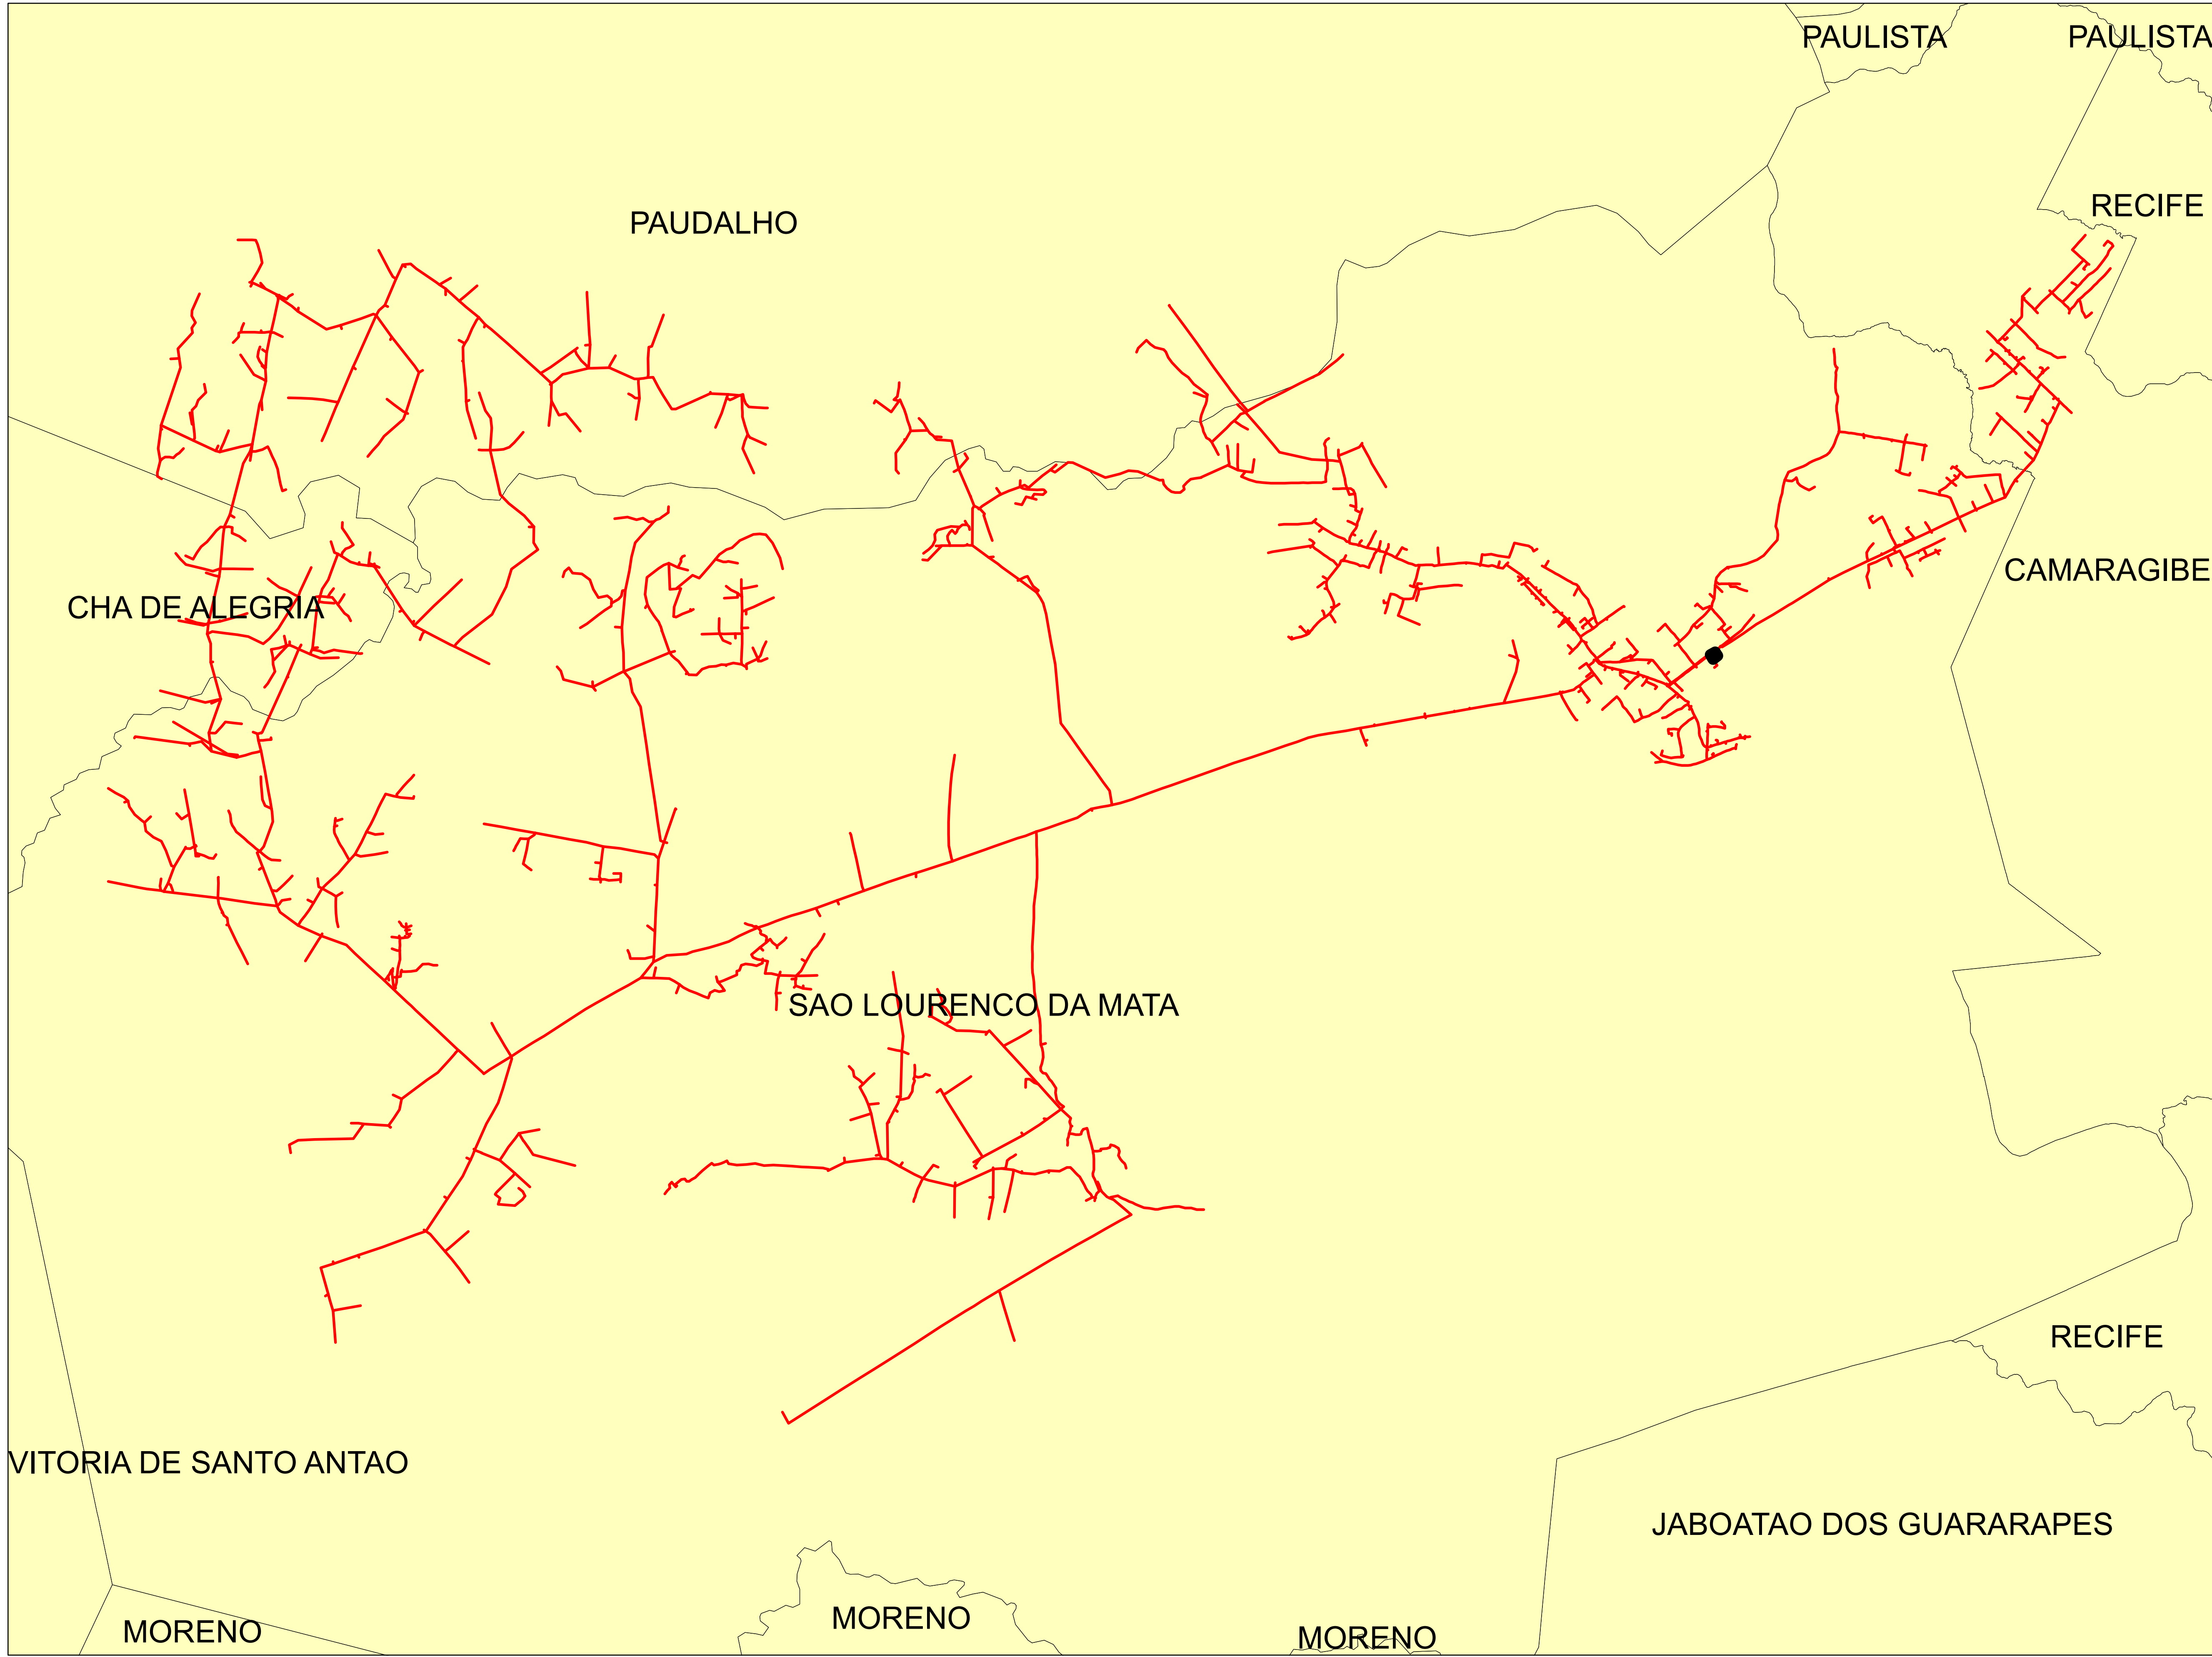 PAULISTA
PAULISTA
RECIFE
PAUDALHO
CAMARAGIBE
CHA DE ALEGRIA
SAO LOURENCO DA MATA
RECIFE
VITORIA DE SANTO ANTAO
JABOATAO DOS GUARARAPES
MORENO
MORENO
MORENO